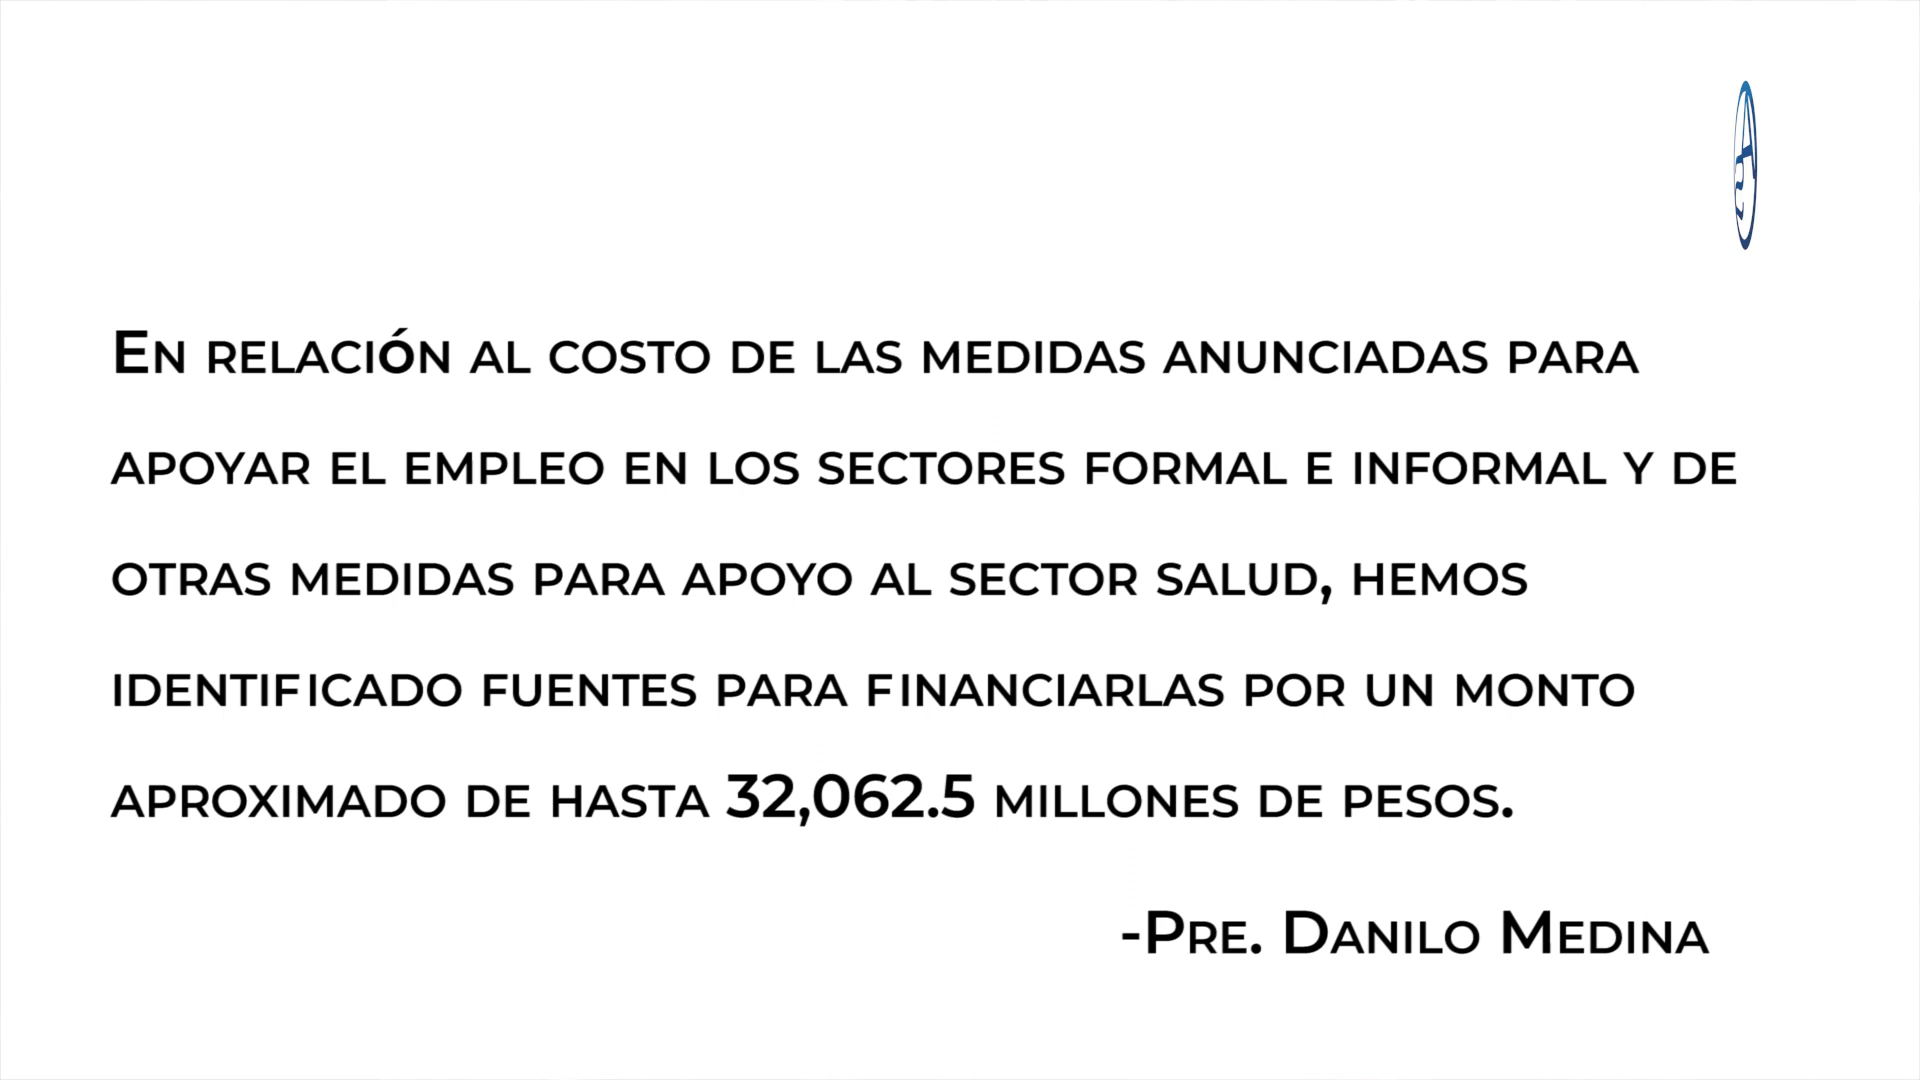 En relación al costo de las medidas anunciadas para
apoyar el empleo en los sectores formal e informal y de
otras medidas para apoyo al sector salud, hemos
identificado fuentes para financiarlas por un monto
aproximado de hasta 32,062.5 millones de pesos.
-Pre. Danilo Medina